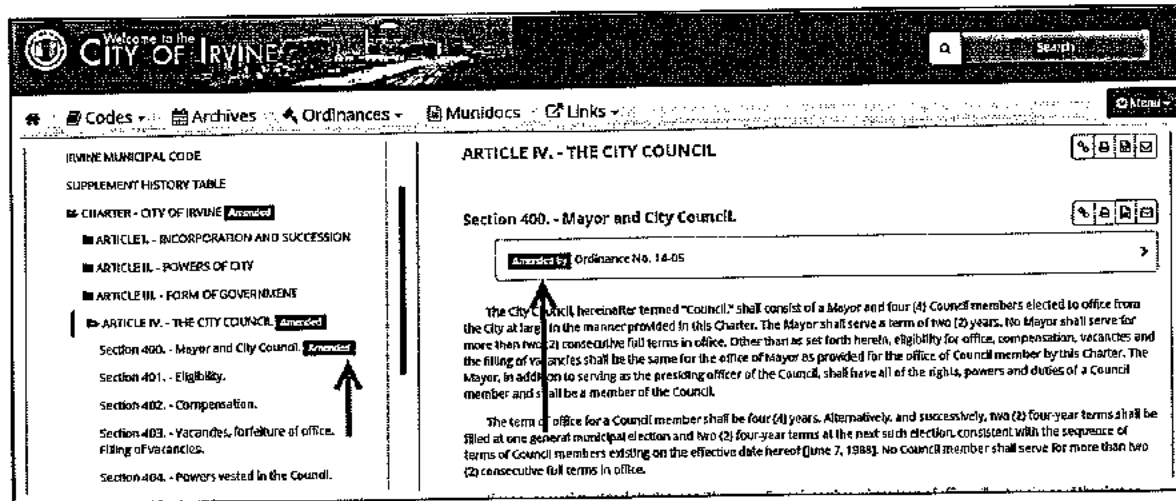 Welcome to the
CITY OF IRVINE
Search
Codes
Archives
Ordinances
Munidocs
Links
Menu
IRVINE MUNICIPAL CODE
SUPPLEMENT HISTORY TABLE
CHARTER - CITY OF IRVINE Amended
ARTICLE I. - INCORPORATION AND SUCCESSION
ARTICLE II. - POWERS OF CITY
ARTICLE III. - FORM OF GOVERNMENT
ARTICLE IV. - THE CITY COUNCIL Amended
Section 400. - Mayor and City Council. Amended
Section 401. - Eligibility.
Section 402. - Compensation.
Section 403. - Vacancies, forfeiture of office.
Filing of vacancies.
Section 404. - Powers vested in the Council.
ARTICLE IV. - THE CITY COUNCIL
Section 400. - Mayor and City Council.
Amended by Ordinance No. 14-05
The City Council, hereinafter termed "Council," shall consist of a Mayor and four (4) Council members elected to office from
the City at large in the manner provided in this Charter. The Mayor shall serve a term of two (2) years. No Mayor shall serve for
more than two (2) consecutive full terms in office. Other than as set forth herein, eligibility for office, compensation, vacancies and
the filing of vacancies shall be the same for the office of Mayor as provided for the office of Council member by this Charter. The
Mayor, in addition to serving as the presiding officer of the Council, shall have all of the rights, powers and duties of a Council
member and shall be a member of the Council.
The term of office for a Council member shall be four (4) years. Alternatively, and successively, two (2) four-year terms shall be
filled at one general municipal election and two (2) four-year terms at the next such election, consistent with the sequence of
terms of Council members existing on the effective date hereof [June 7, 1988]. No Council member shall serve for more than two
(2) consecutive full terms in office.